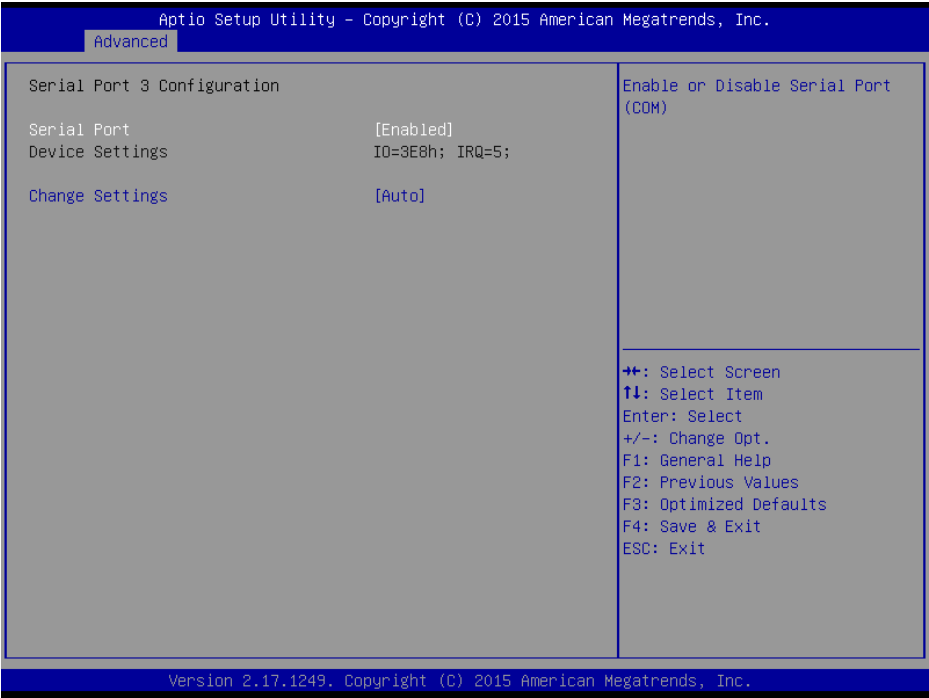 Aptio Setup Utility – Copyright (C) 2015 American Megatrends, Inc.
Advanced
Serial Port 3 Configuration
Serial Port [Enabled]
Device Settings IO=3E8h; IRQ=5;
Change Settings [Auto]
Enable or Disable Serial Port
(COM)
→←: Select Screen
↑↓: Select Item
Enter: Select
+/-: Change Opt.
F1: General Help
F2: Previous Values
F3: Optimized Defaults
F4: Save & Exit
ESC: Exit
Version 2.17.1249. Copyright (C) 2015 American Megatrends, Inc.